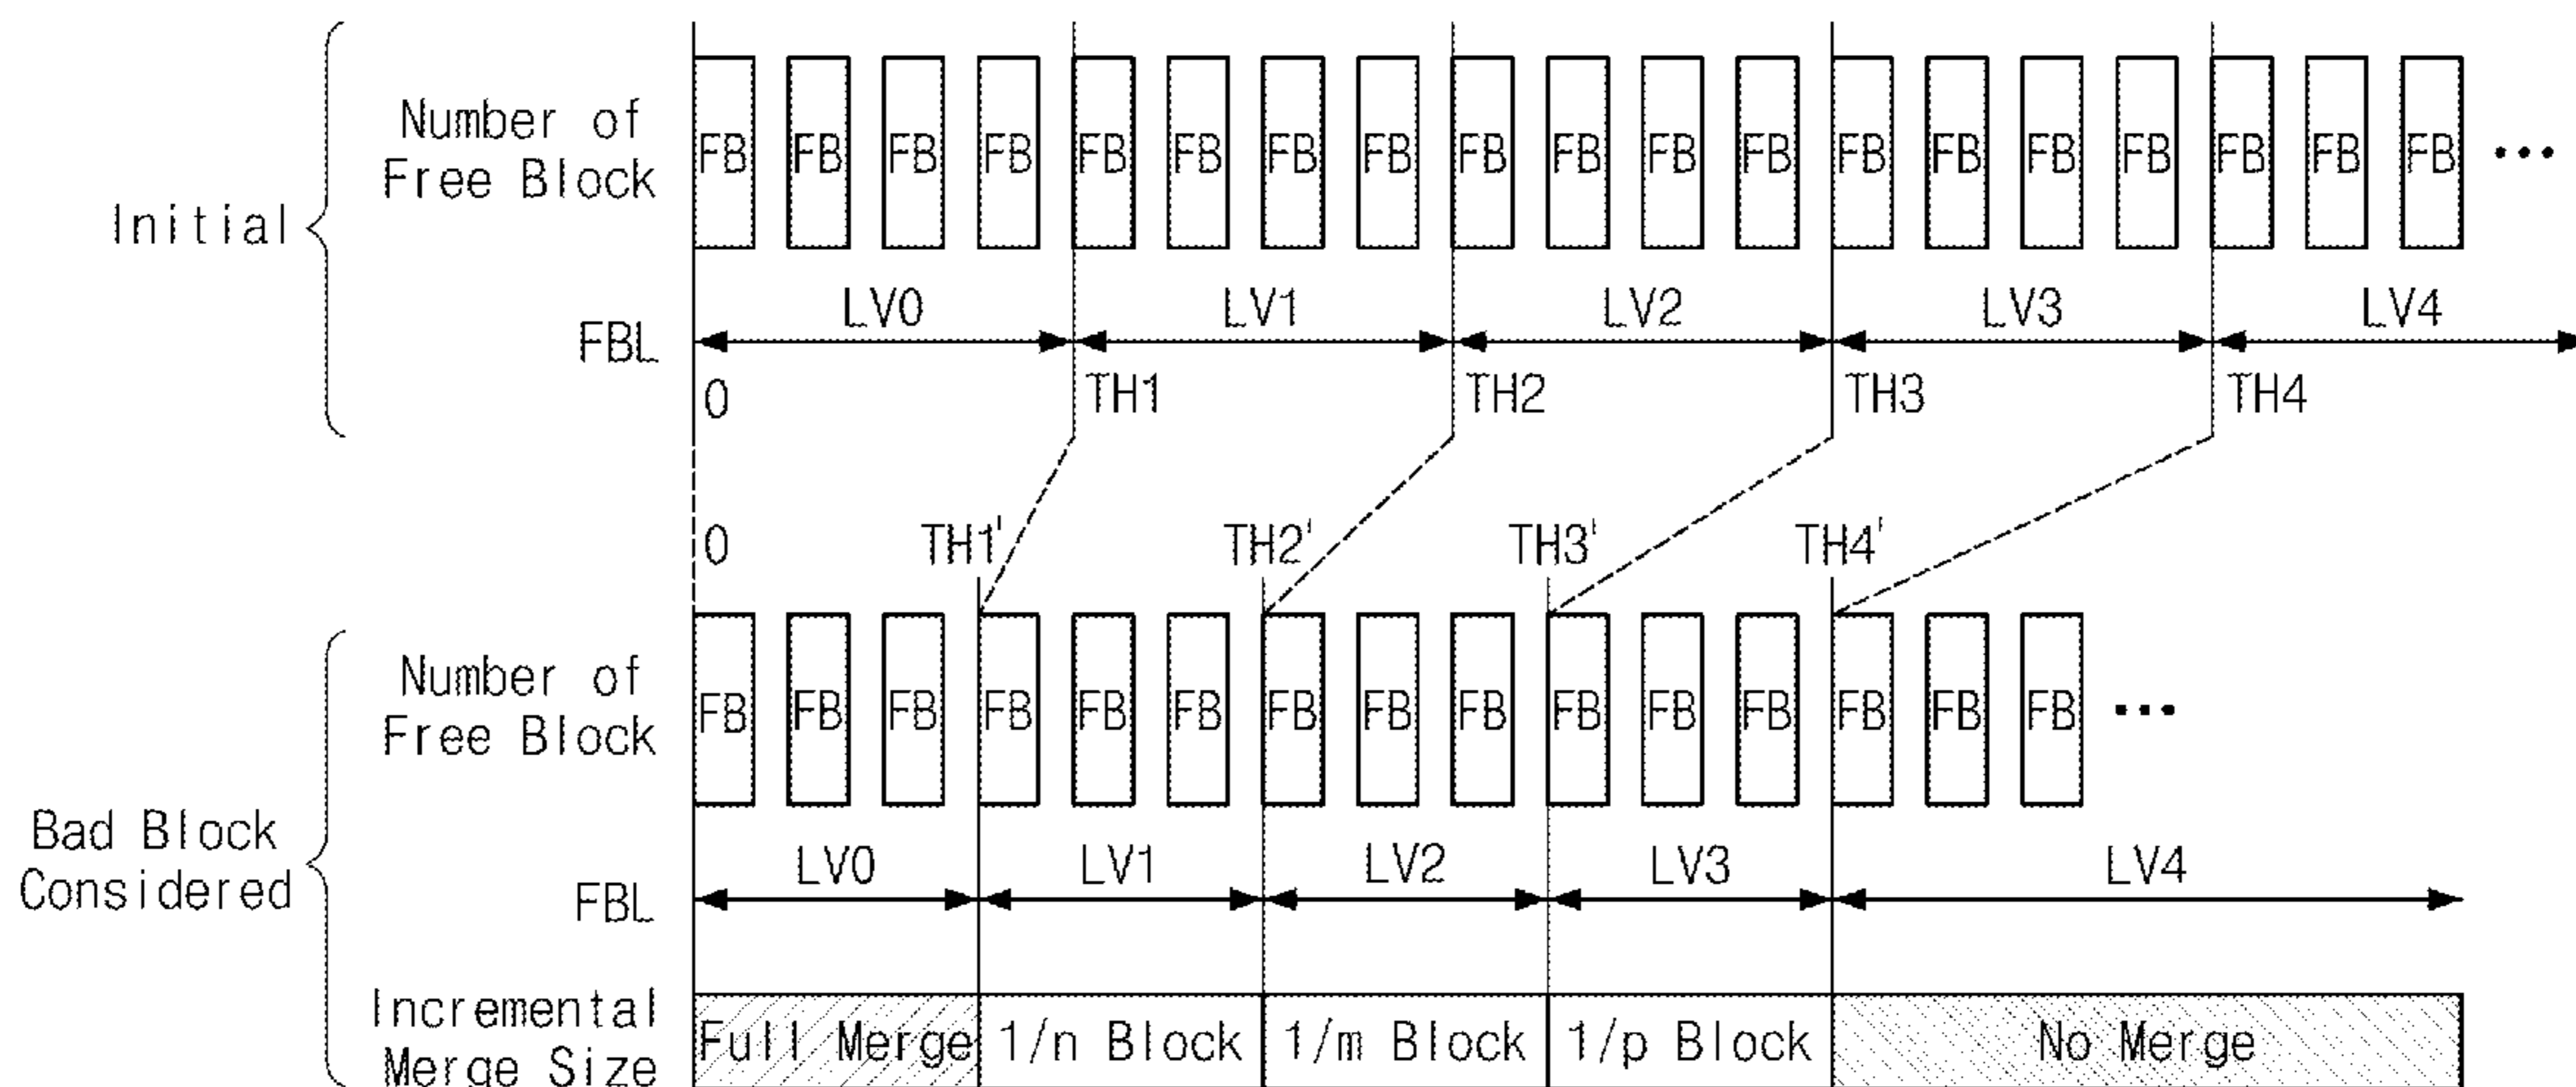 Initial
Number of
Free Block
FB FB FB FB FB FB FB FB FB FB FB FB FB FB FB FB FB FB FB ...
FBL
LV0 LV1 LV2 LV3 LV4
0 TH1 TH2 TH3 TH4
0 TH1' TH2' TH3' TH4'
Bad Block
Considered
Number of
Free Block
FB FB FB FB FB FB FB FB FB FB FB FB FB FB FB ...
FBL
LV0 LV1 LV2 LV3 LV4
Incremental
Merge Size
Full Merge 1/n Block 1/m Block 1/p Block No Merge